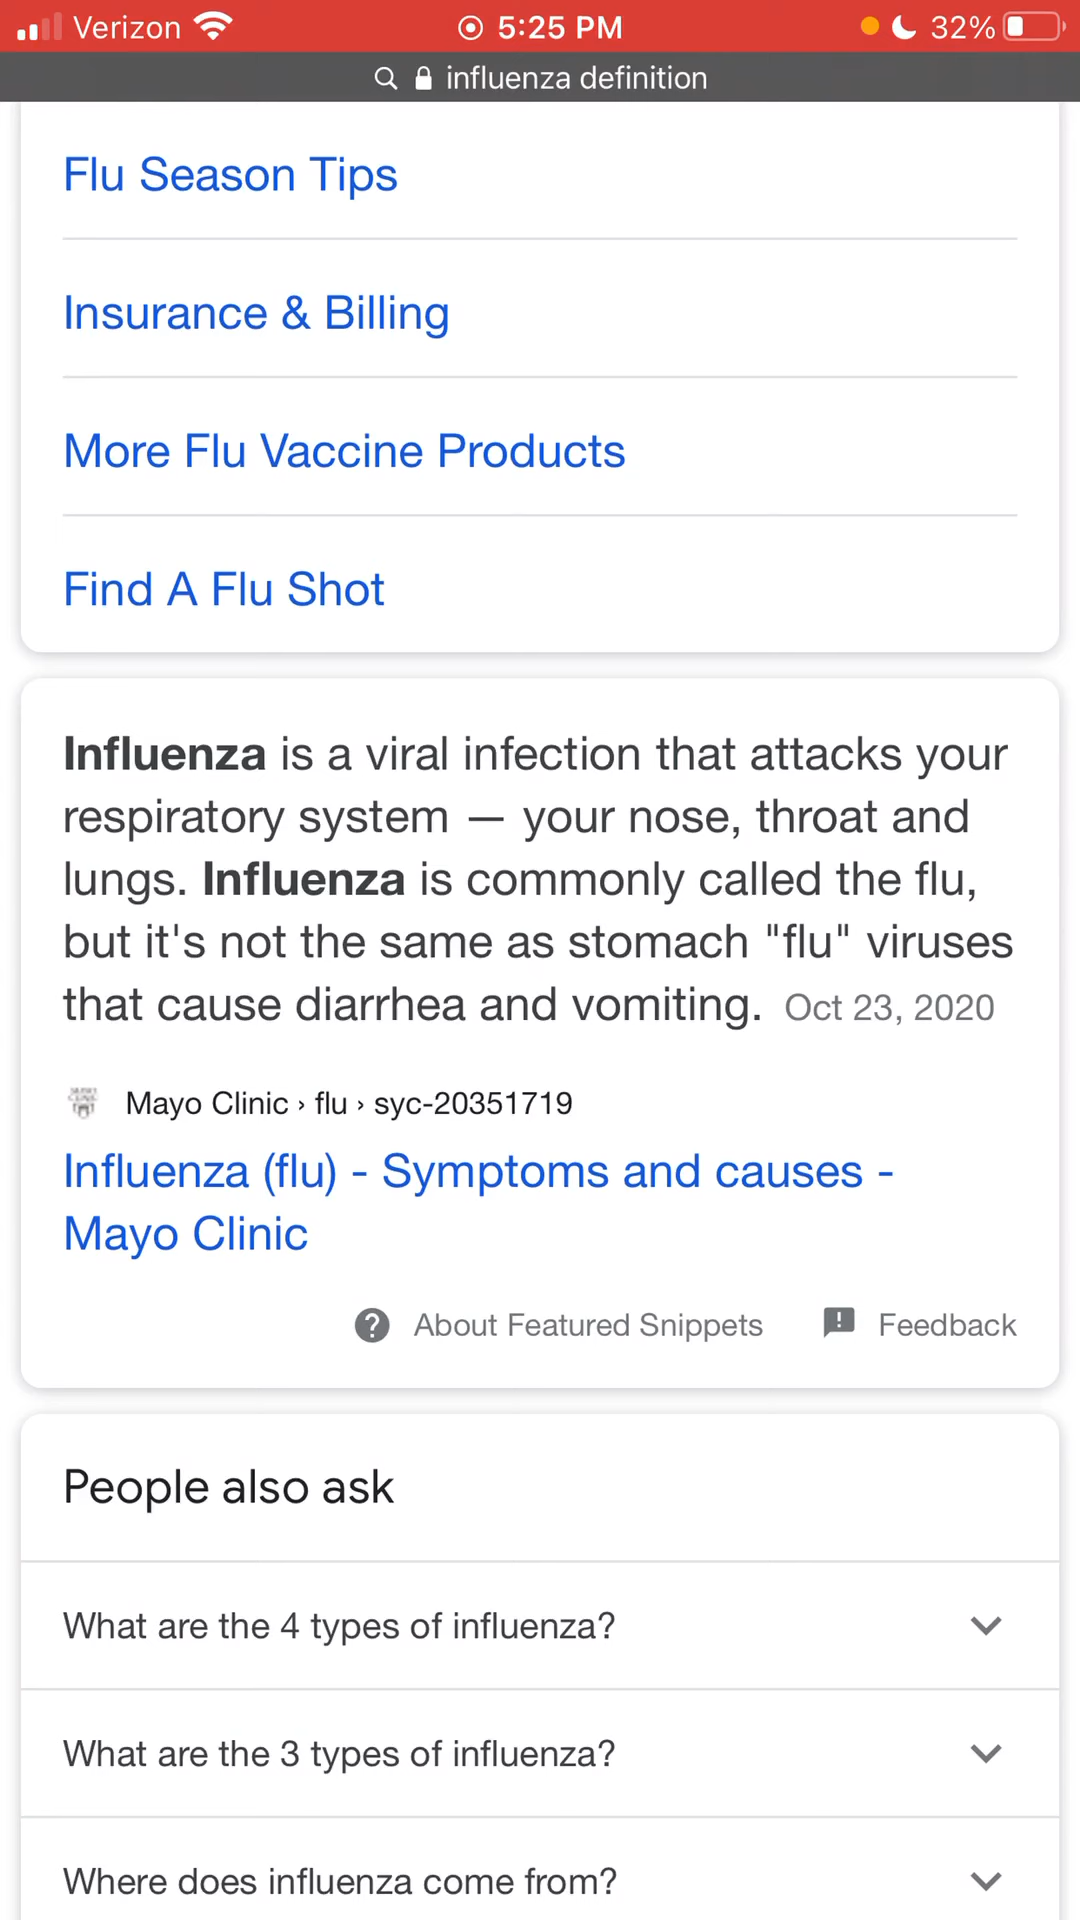 Verizon 5:25 PM 32%
influenza definition
Flu Season Tips
Insurance & Billing
More Flu Vaccine Products
Find A Flu Shot
Influenza is a viral infection that attacks your
respiratory system — your nose, throat and
lungs. Influenza is commonly called the flu,
but it's not the same as stomach "flu" viruses
that cause diarrhea and vomiting. Oct 23, 2020
Mayo Clinic › flu › syc-20351719
Influenza (flu) - Symptoms and causes -
Mayo Clinic
About Featured Snippets Feedback
People also ask
What are the 4 types of influenza?
What are the 3 types of influenza?
Where does influenza come from?